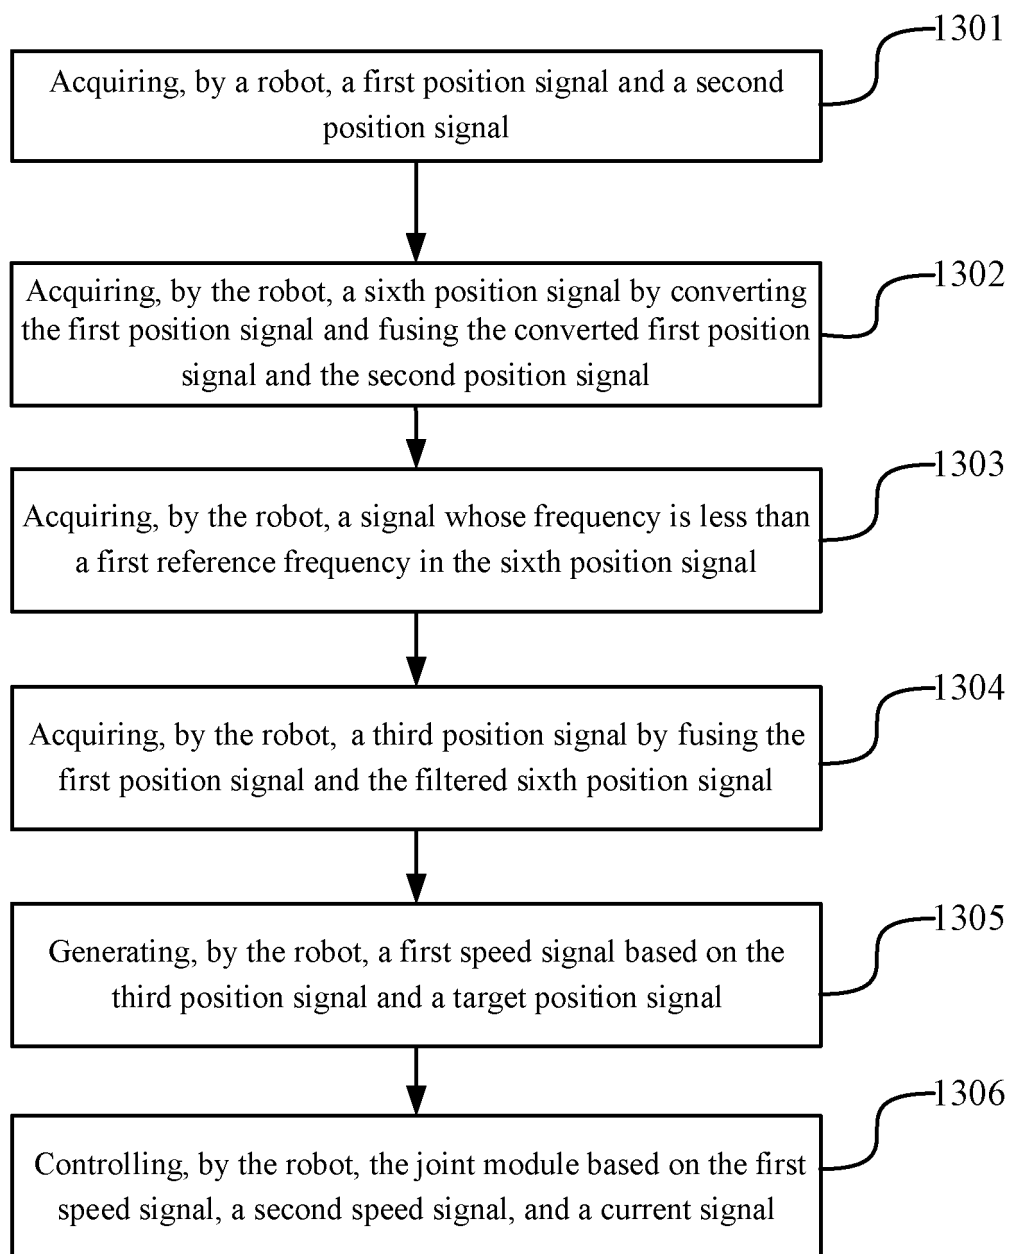 1301
Acquiring, by a robot, a first position signal and a second
position signal
1302
Acquiring, by the robot, a sixth position signal by converting
the first position signal and fusing the converted first position
signal and the second position signal
1303
Acquiring, by the robot, a signal whose frequency is less than
a first reference frequency in the sixth position signal
1304
Acquiring, by the robot, a third position signal by fusing the
first position signal and the filtered sixth position signal
1305
Generating, by the robot, a first speed signal based on the
third position signal and a target position signal
1306
Controlling, by the robot, the joint module based on the first
speed signal, a second speed signal, and a current signal